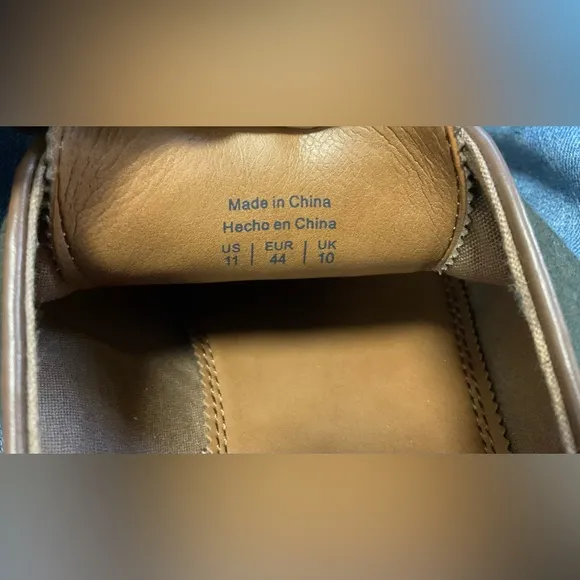 Made in China
Hecho en China
US | EUR | UK
11 | 44 | 10